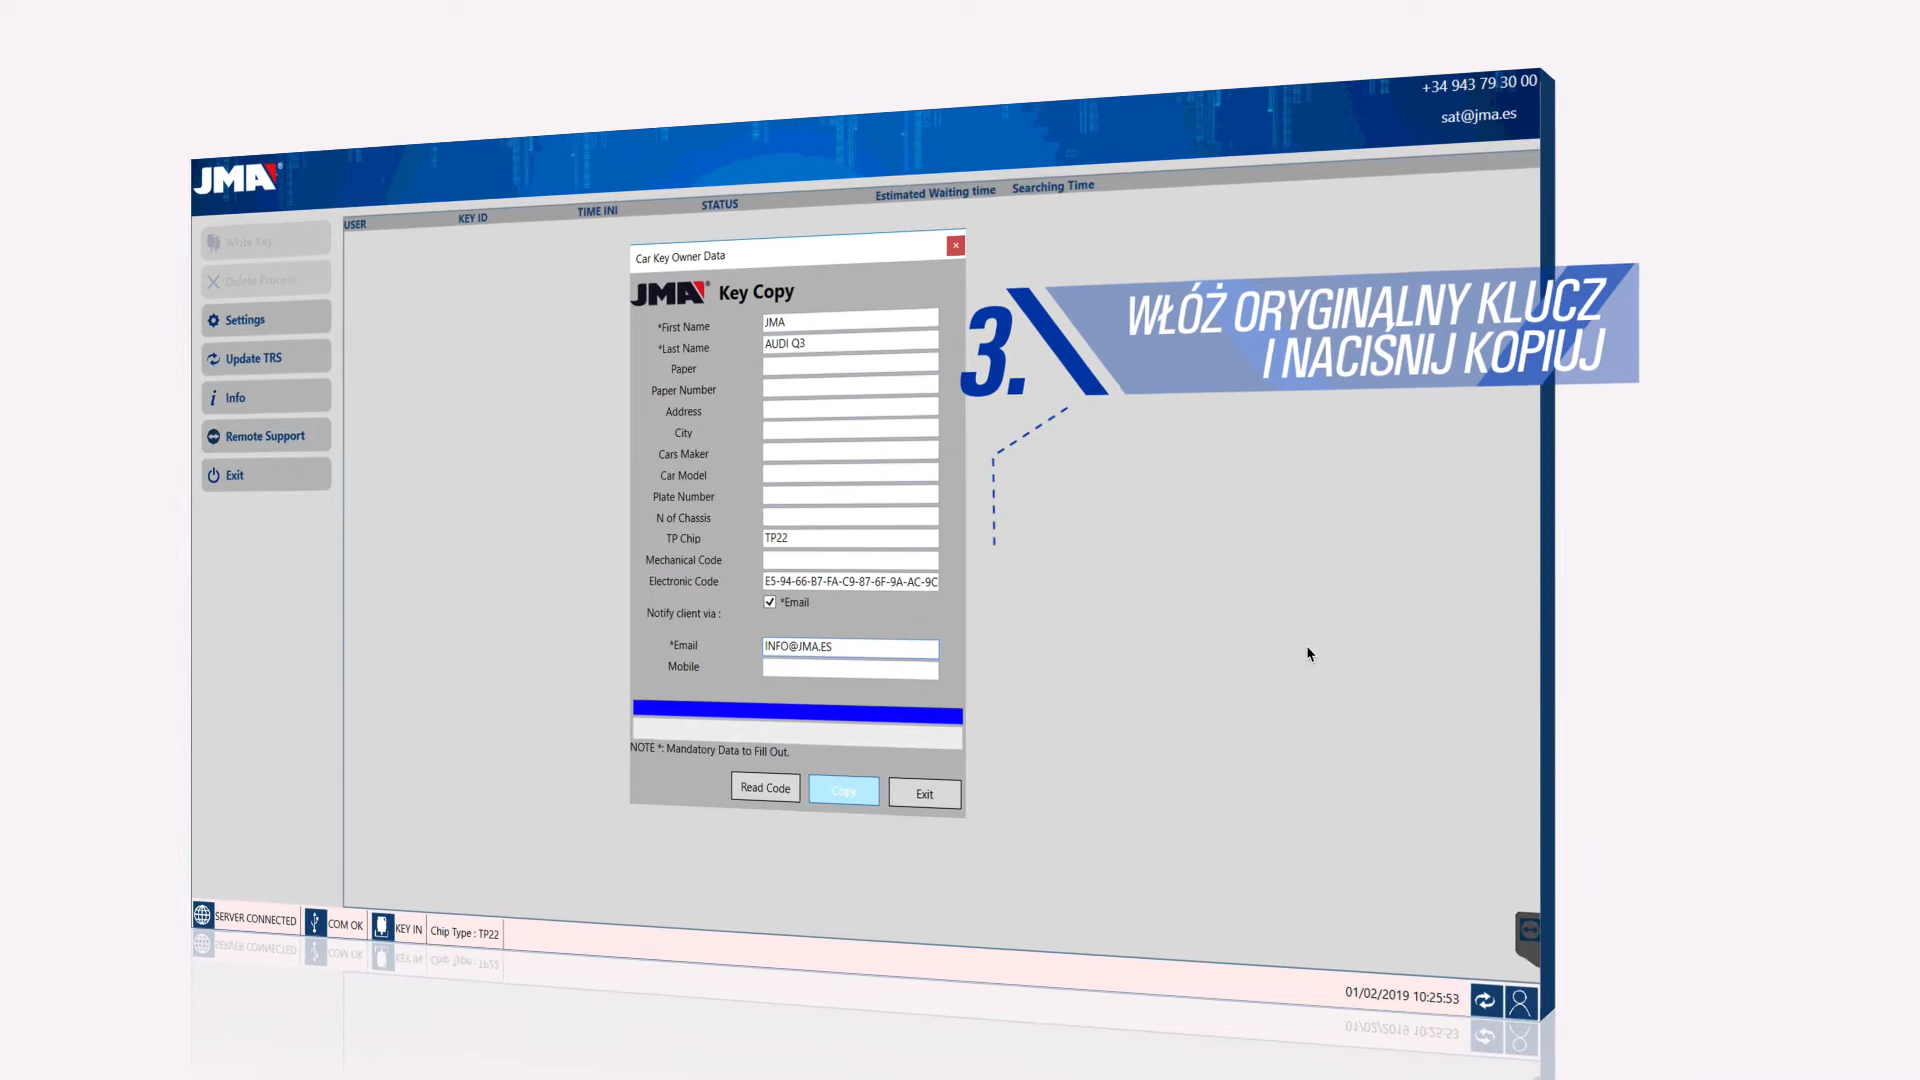 +34 943 79 30 00
sat@jma.es
JMA®
USER KEY ID TIME INI STATUS Estimated Waiting time Searching Time
Write Key
Delete Process
Settings
Update TRS
Info
Remote Support
Exit
Car Key Owner Data
JMA® Key Copy
*First Name JMA
*Last Name AUDI Q3
Paper
Paper Number
Address
City
Cars Maker
Car Model
Plate Number
N of Chassis
TP Chip TP22
Mechanical Code
Electronic Code E5-94-66-B7-FA-C9-87-6F-9A-AC-9C
*Email
Notify client via :
*Email INFO@JMA.ES
Mobile
NOTE *: Mandatory Data to Fill Out.
Read Code Copy Exit
3. WŁÓŻ ORYGINALNY KLUCZ
I NACIŚNIJ KOPIUJ
SERVER CONNECTED COM OK KEY IN Chip Type : TP22
01/02/2019 10:25:53